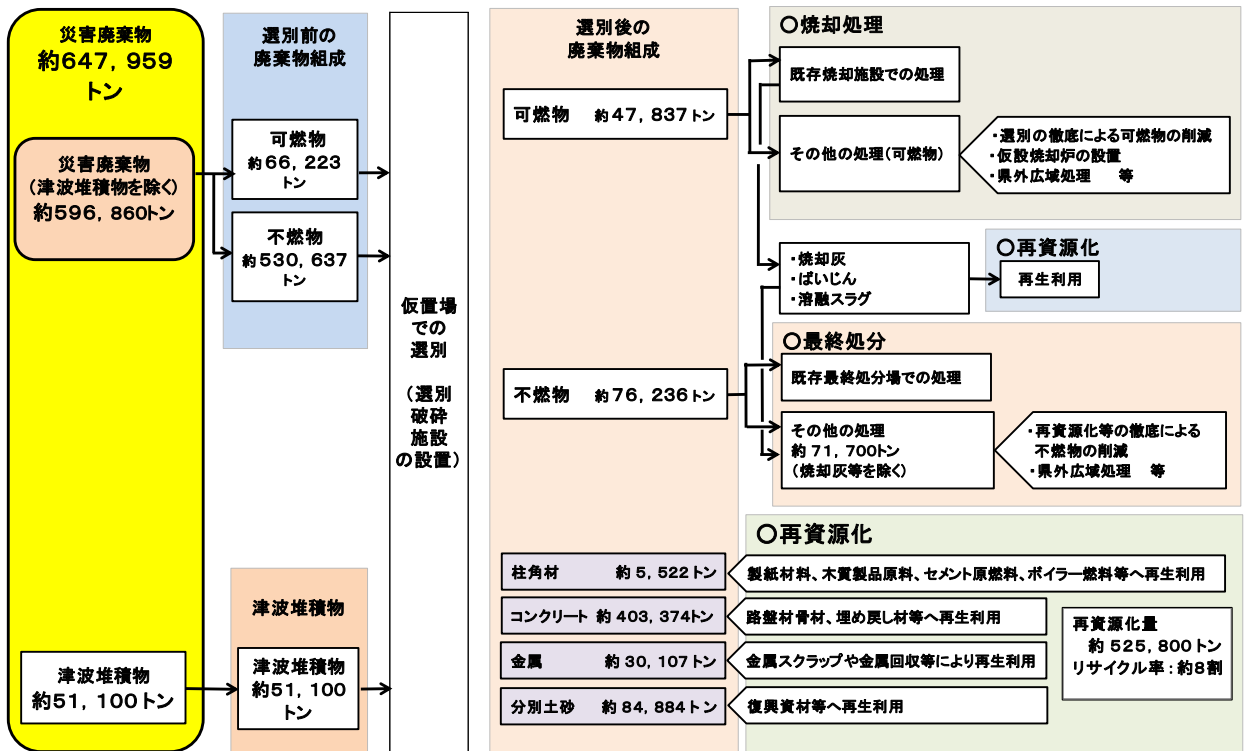 災害廃棄物
約647,959
トン
災害廃棄物
(津波堆積物を除く)
約596,860トン
津波堆積物
約51,100トン
選別前の
廃棄物組成
可燃物
約66,223
トン
不燃物
約530,637
トン
津波堆積物
津波堆積物
約51,100
トン
仮置場
での
選別
(選別
破砕
施設
の設置)
選別後の
廃棄物組成
可燃物 約47,837トン
不燃物 約76,236トン
柱角材 約5,522トン
コンクリート 約403,374トン
金属 約30,107トン
分別土砂 約84,884トン
○焼却処理
既存焼却施設での処理
その他の処理(可燃物)
・選別の徹底による可燃物の削減
・仮設焼却炉の設置
・県外広域処理 等
・焼却灰
・ばいじん
・溶融スラグ
○再資源化
再生利用
○最終処分
既存最終処分場での処理
その他の処理
約71,700トン
(焼却灰等を除く)
・再資源化等の徹底による
不燃物の削減
・県外広域処理 等
○再資源化
製紙材料、木質製品原料、セメント原燃料、ボイラー燃料等へ再生利用
路盤材骨材、埋め戻し材等へ再生利用
金属スクラップや金属回収等により再生利用
復興資材等へ再生利用
再資源化量
約525,800トン
リサイクル率:約8割